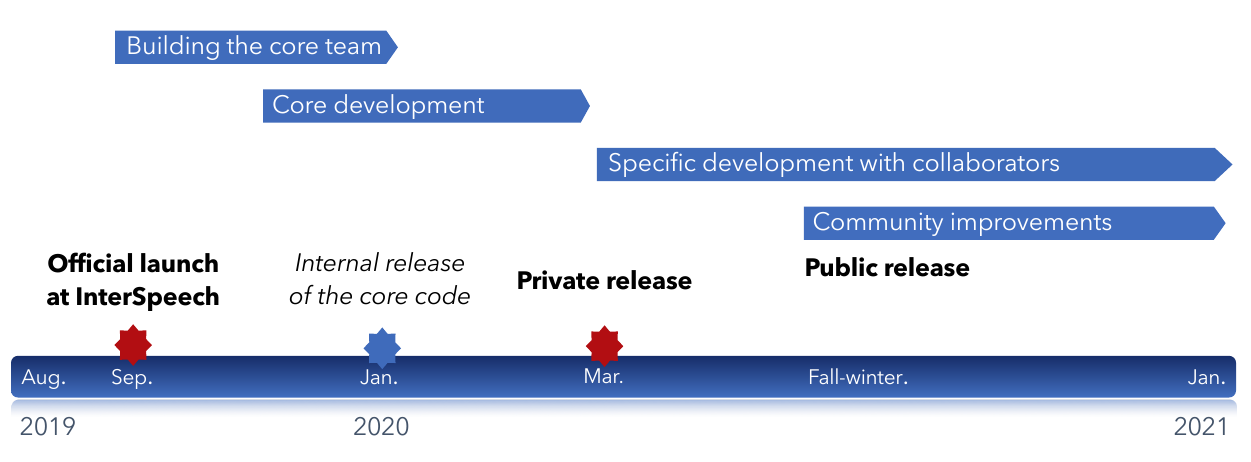 Building the core team
Core development
Specific development with collaborators
Community improvements
Official launch
at InterSpeech
Internal release
of the core code
Private release
Public release
Aug.
Sep.
Jan.
Mar.
Fall-winter.
Jan.
2019
2020
2021